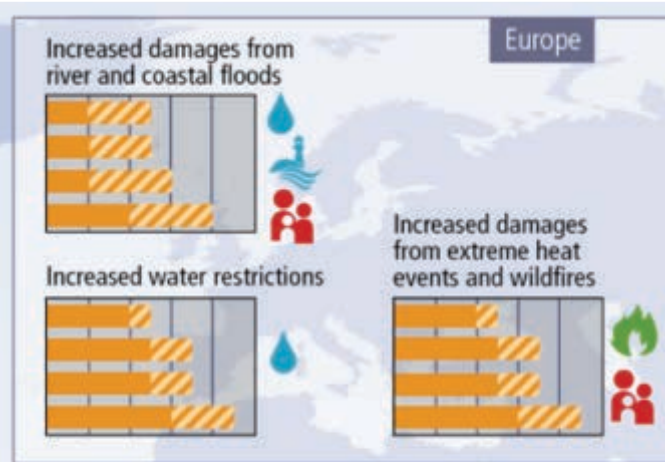 Europe
Increased damages from
river and coastal floods
Increased water restrictions
Increased damages
from extreme heat
events and wildfires